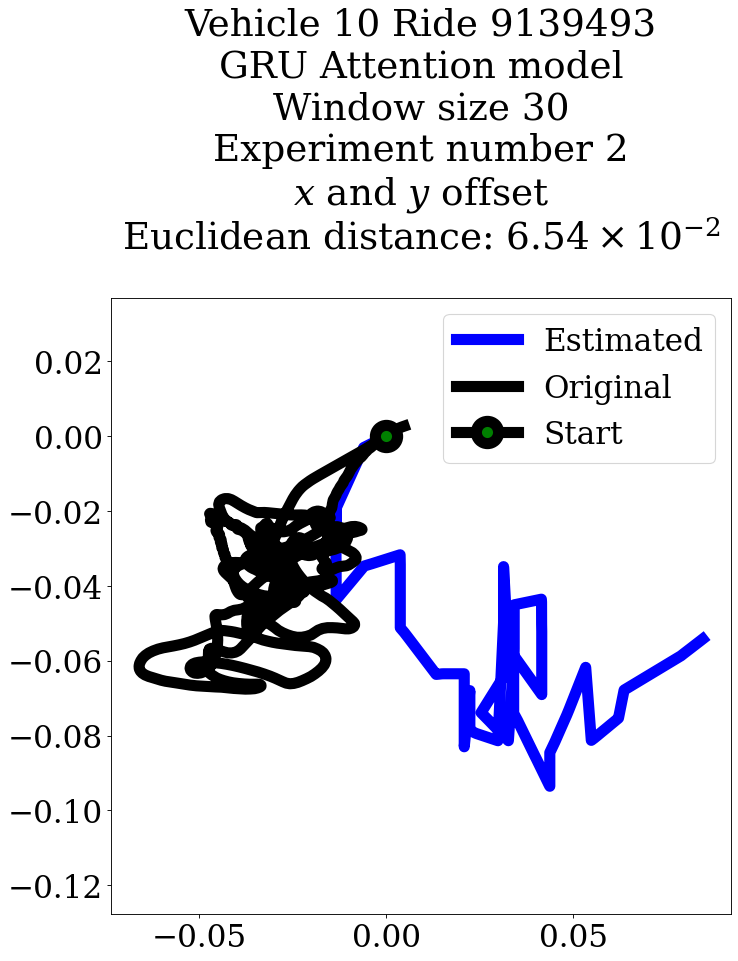 Vehicle 10 Ride 9139493
GRU Attention model
Window size 30
Experiment number 2
x and y offset
Euclidean distance: 6.54 × 10⁻²
Estimated
Original
Start
0.02
0.00
−0.02
−0.04
−0.06
−0.08
−0.10
−0.12
−0.05 0.00 0.05